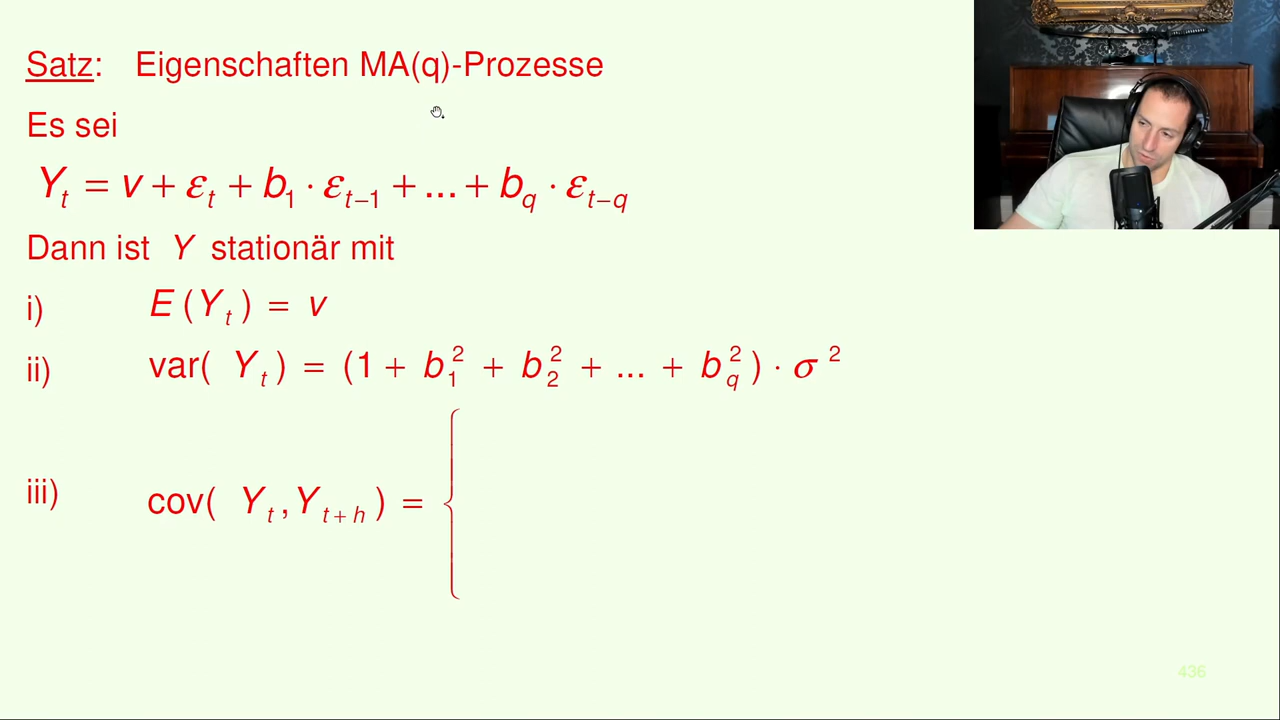 Satz: Eigenschaften MA(q)-Prozesse
Es sei
Y_t = v + ε_t + b_1 · ε_{t−1} + ... + b_q · ε_{t−q}
Dann ist Y stationär mit
i) E(Y_t) = v
ii) var(Y_t) = (1 + b_1^2 + b_2^2 + ... + b_q^2) · σ^2
iii) cov(Y_t, Y_{t+h}) = {
436